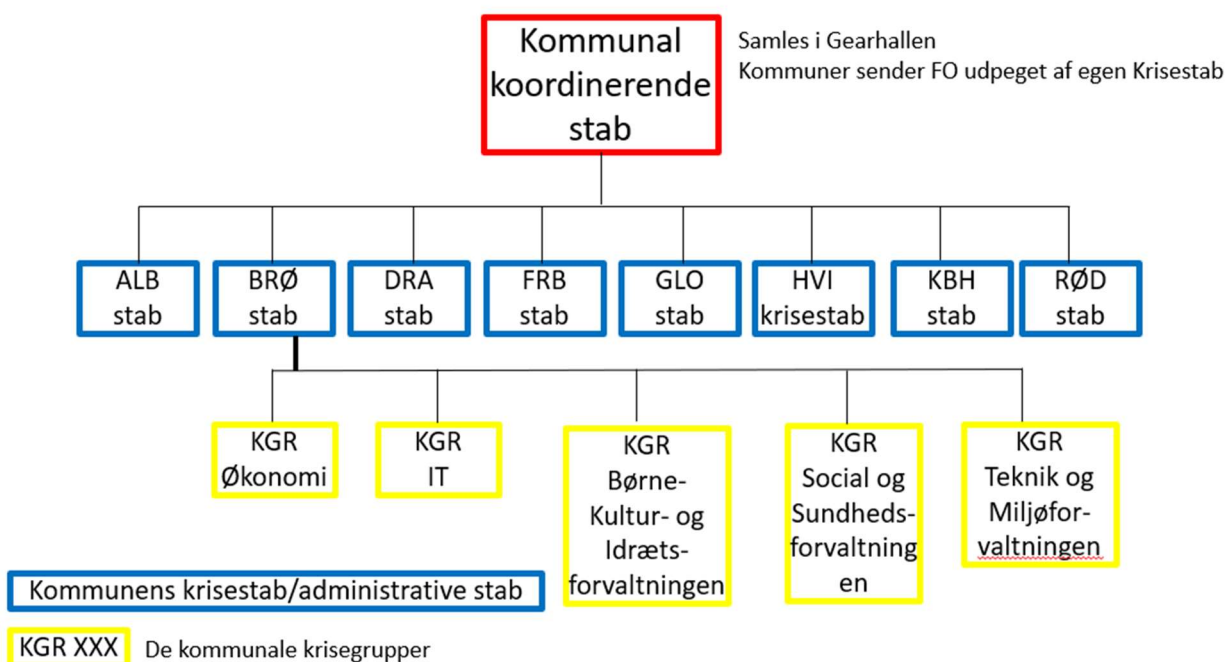 Kommunal
koordinerende
stab
Samles i Gearhallen
Kommuner sender FO udpeget af egen Krisestab
ALB
stab
BRØ
stab
DRA
stab
FRB
stab
GLO
stab
HVI
krisestab
KBH
stab
RØD
stab
KGR
Økonomi
KGR
IT
KGR
Børne-
Kultur- og
Idræts-
forvaltningen
KGR
Social og
Sundheds-
forvaltning
en
KGR
Teknik og
Miljøfor-
valtningen
Kommunens krisestab/administrative stab
KGR XXX De kommunale krisegrupper